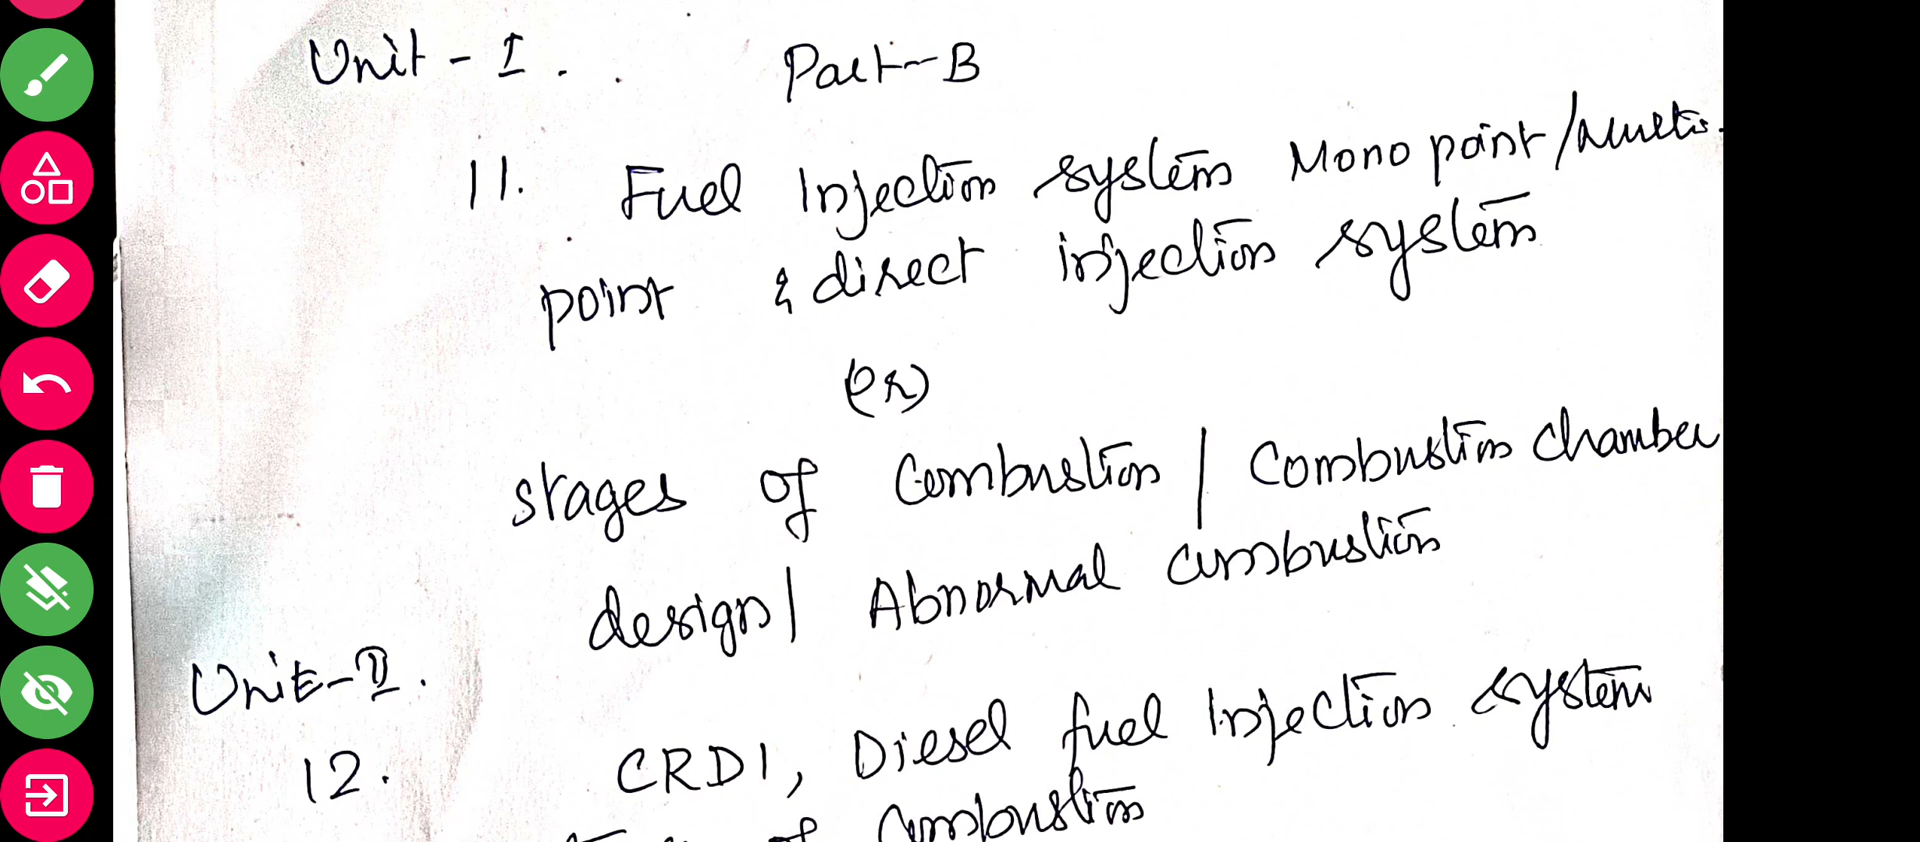 Unit - I. Part-B
11. Fuel Injection system Mono point / Multi
point & direct injection system
(or)
stages of Combustion / Combustion chamber
design / Abnormal combustion
Unit-II.
12. CRDI, Diesel fuel Injection system
of Combustion